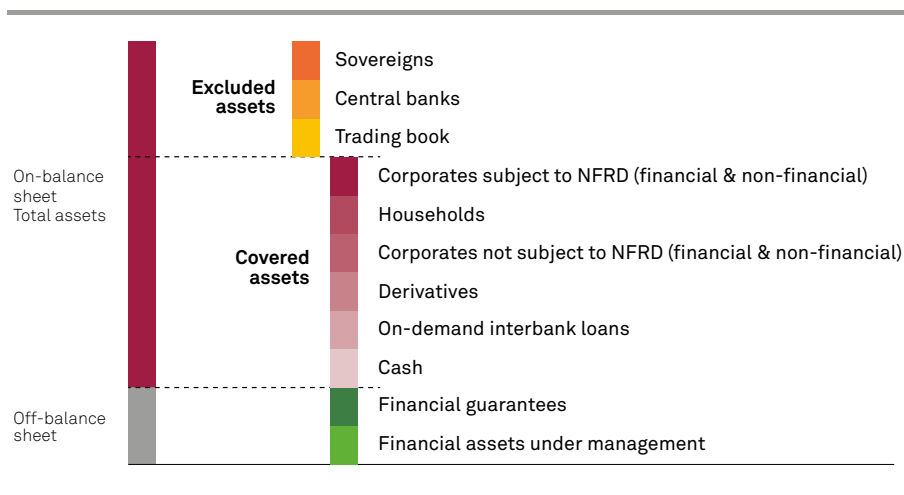 Sovereigns
Excluded
assets
Central banks
Trading book
On-balance
sheet
Total assets
Corporates subject to NFRD (financial & non-financial)
Households
Corporates not subject to NFRD (financial & non-financial)
Covered
assets
Derivatives
On-demand interbank loans
Cash
Off-balance
sheet
Financial guarantees
Financial assets under management